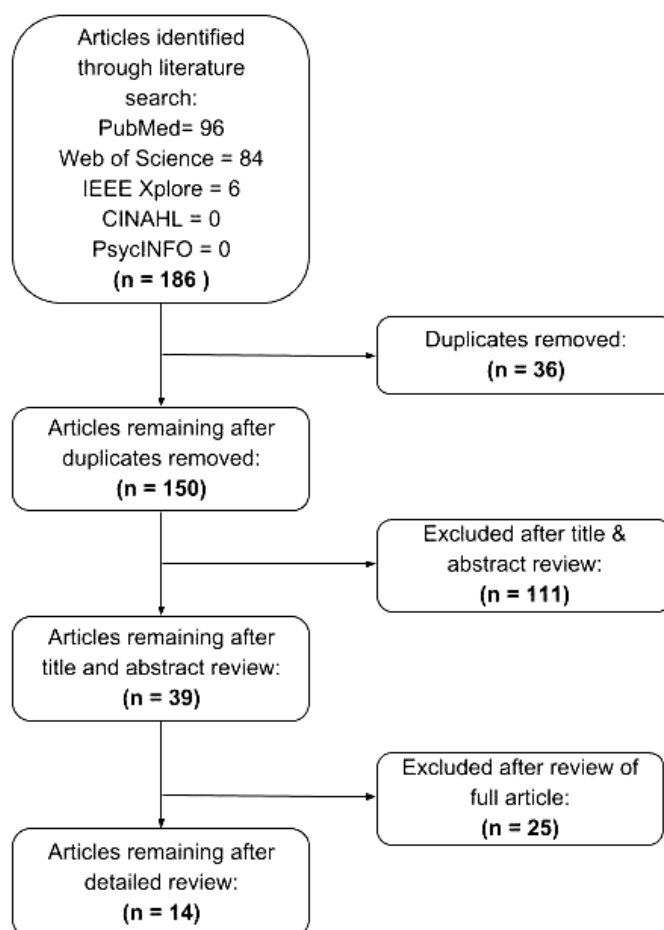 Articles identified
through literature
search:
PubMed= 96
Web of Science = 84
IEEE Xplore = 6
CINAHL = 0
PsycINFO = 0
(n = 186 )
Duplicates removed:
(n = 36)
Articles remaining after
duplicates removed:
(n = 150)
Excluded after title &
abstract review:
(n = 111)
Articles remaining after
title and abstract review:
(n = 39)
Excluded after review of
full article:
(n = 25)
Articles remaining after
detailed review:
(n = 14)